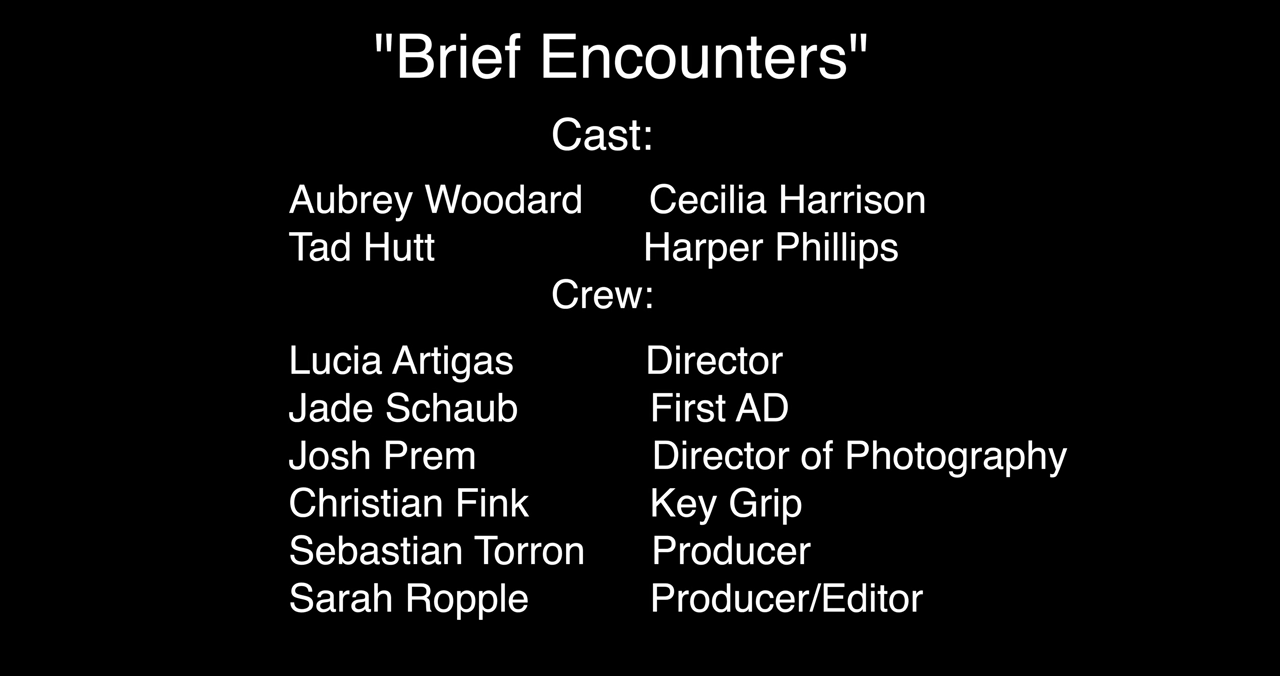 "Brief Encounters"
Cast:
Aubrey Woodard Cecilia Harrison
Tad Hutt Harper Phillips
Crew:
Lucia Artigas Director
Jade Schaub First AD
Josh Prem Director of Photography
Christian Fink Key Grip
Sebastian Torron Producer
Sarah Ropple Producer/Editor